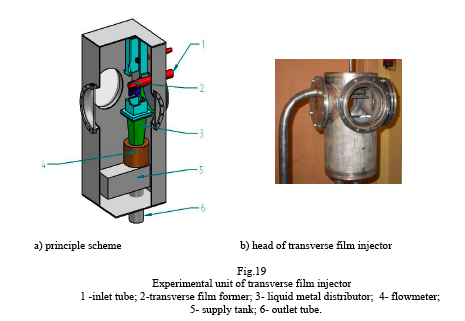 1
2
3
4
5
6
a) principle scheme
b) head of transverse film injector
Fig.19
Experimental unit of transverse film injector
1 -inlet tube; 2-transverse film former; 3- liquid metal distributor; 4- flowmeter;
5- supply tank; 6- outlet tube.